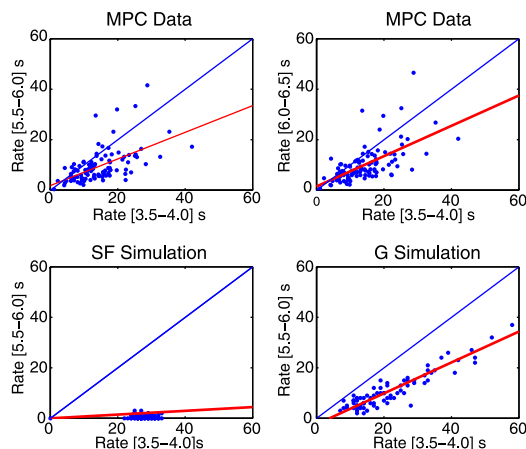 MPC Data
Rate [5.5−6.0] s
60
40
20
0
0 20 40 60
Rate [3.5−4.0] s
MPC Data
Rate [6.0−6.5] s
60
40
20
0
0 20 40 60
Rate [3.5−4.0] s
SF Simulation
Rate [5.5−6.0] s
60
40
20
0
0 20 40 60
Rate [3.5−4.0]s
G Simulation
Rate [5.5−6.0] s
60
40
20
0
0 20 40 60
Rate [3.5−4.0] s